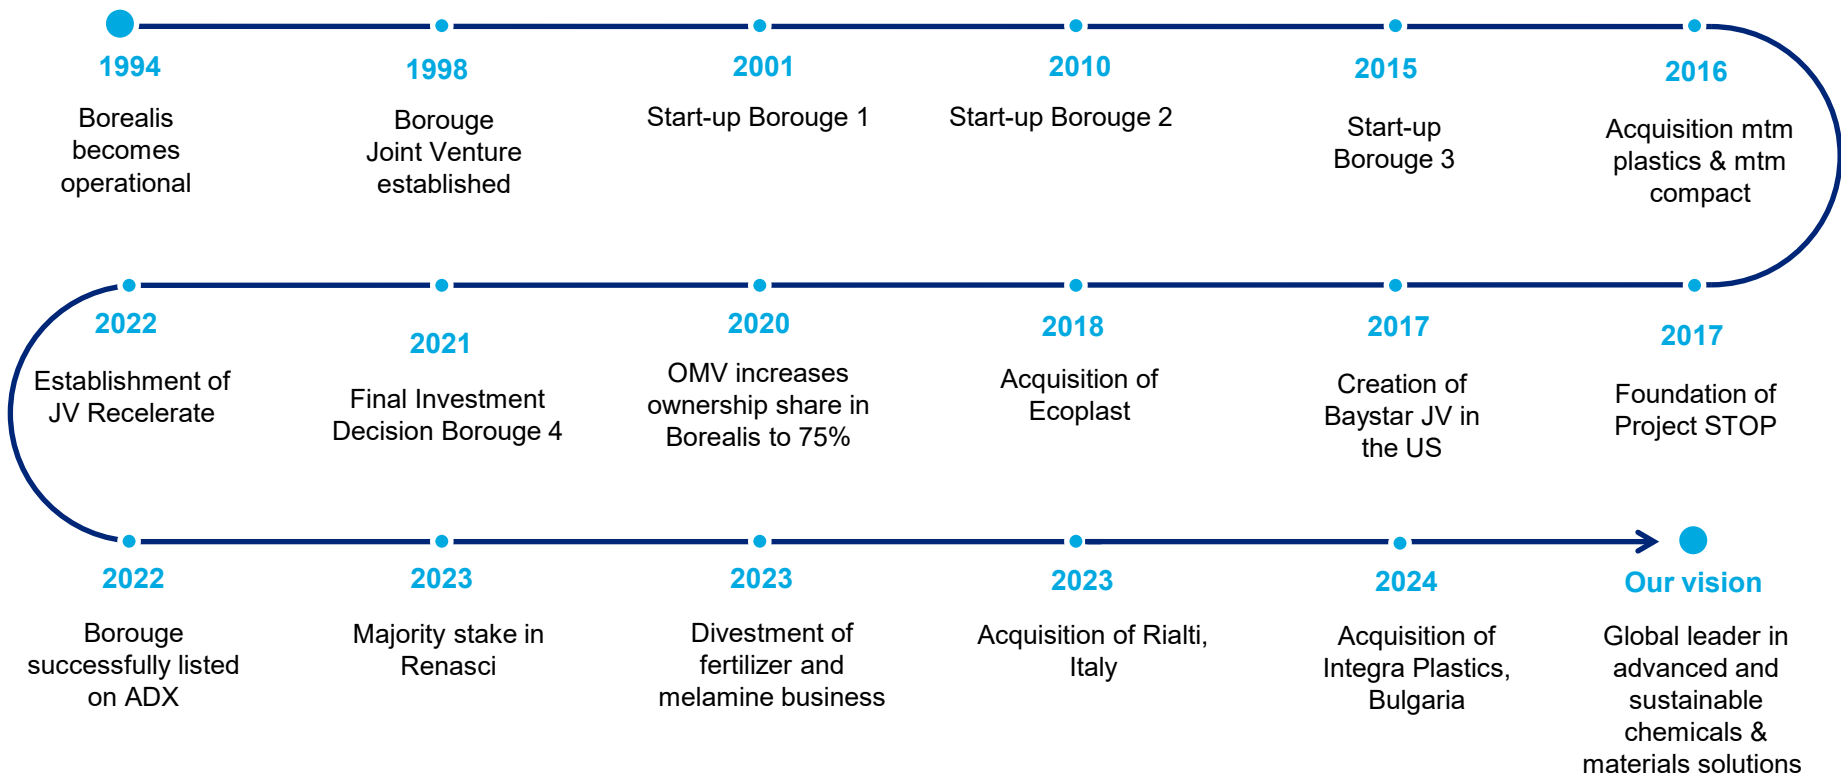 1994
Borealis
becomes
operational
1998
Borouge
Joint Venture
established
2001
Start-up Borouge 1
2010
Start-up Borouge 2
2015
Start-up
Borouge 3
2016
Acquisition mtm
plastics & mtm
compact
2022
Establishment of
JV Recelerate
2021
Final Investment
Decision Borouge 4
2020
OMV increases
ownership share in
Borealis to 75%
2018
Acquisition of
Ecoplast
2017
Creation of
Baystar JV in
the US
2017
Foundation of
Project STOP
2022
Borouge
successfully listed
on ADX
2023
Majority stake in
Renasci
2023
Divestment of
fertilizer and
melamine business
2023
Acquisition of Rialti,
Italy
2024
Acquisition of
Integra Plastics,
Bulgaria
Our vision
Global leader in
advanced and
sustainable
chemicals &
materials solutions